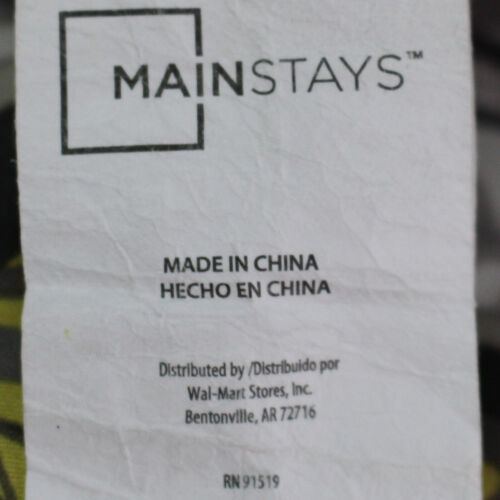 MAINSTAYS™
MADE IN CHINA
HECHO EN CHINA
Distributed by /Distribuido por
Wal-Mart Stores, Inc.
Bentonville, AR 72716
RN 91519